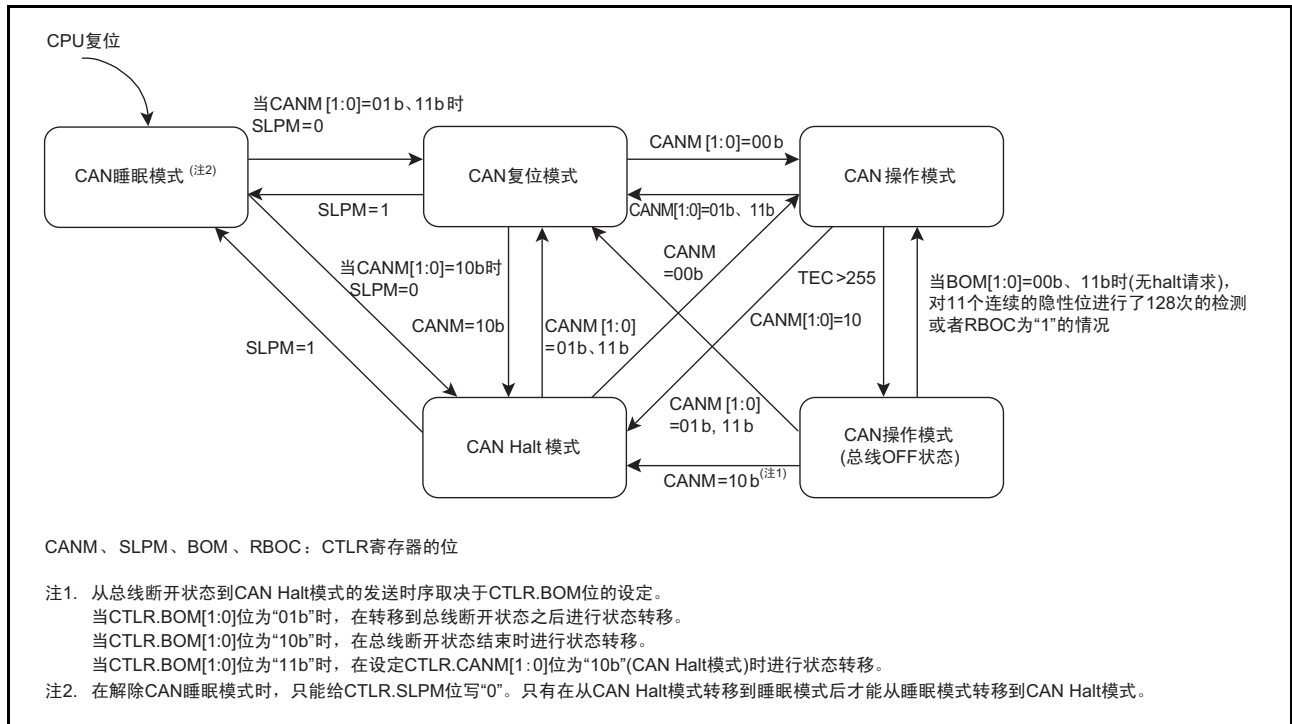 CPU复位
当CANM [1:0]=01b、11b时
SLPM=0
CAN睡眠模式 (注2)
CAN复位模式
CANM [1:0]=00b
CAN 操作模式
SLPM=1
CANM[1:0]=01b、11b
当CANM[1:0]=10b时
SLPM=0
CANM
=00b
TEC>255
当BOM[1:0]=00b、11b时(无halt请求),
对11个连续的隐性位进行了128次的检测
或者RBOC为“1”的情况
SLPM=1
CANM=10b
CANM [1:0]
=01b、11b
CANM[1:0]=10
CANM [1:0]
=01b, 11b
CAN Halt 模式
CANM=10b(注1)
CAN操作模式
(总线OFF状态)
CANM、SLPM、BOM 、RBOC：CTLR寄存器的位
注1. 从总线断开状态到CAN Halt模式的发送时序取决于CTLR.BOM位的设定。
当CTLR.BOM[1:0]位为“01b”时，在转移到总线断开状态之后进行状态转移。
当CTLR.BOM[1:0]位为“10b”时，在总线断开状态结束时进行状态转移。
当CTLR.BOM[1:0]位为“11b”时，在设定CTLR.CANM[1:0]位为“10b”(CAN Halt模式)时进行状态转移。
注2. 在解除CAN睡眠模式时，只能给CTLR.SLPM位写“0”。只有在从CAN Halt模式转移到睡眠模式后才能从睡眠模式转移到CAN Halt模式。